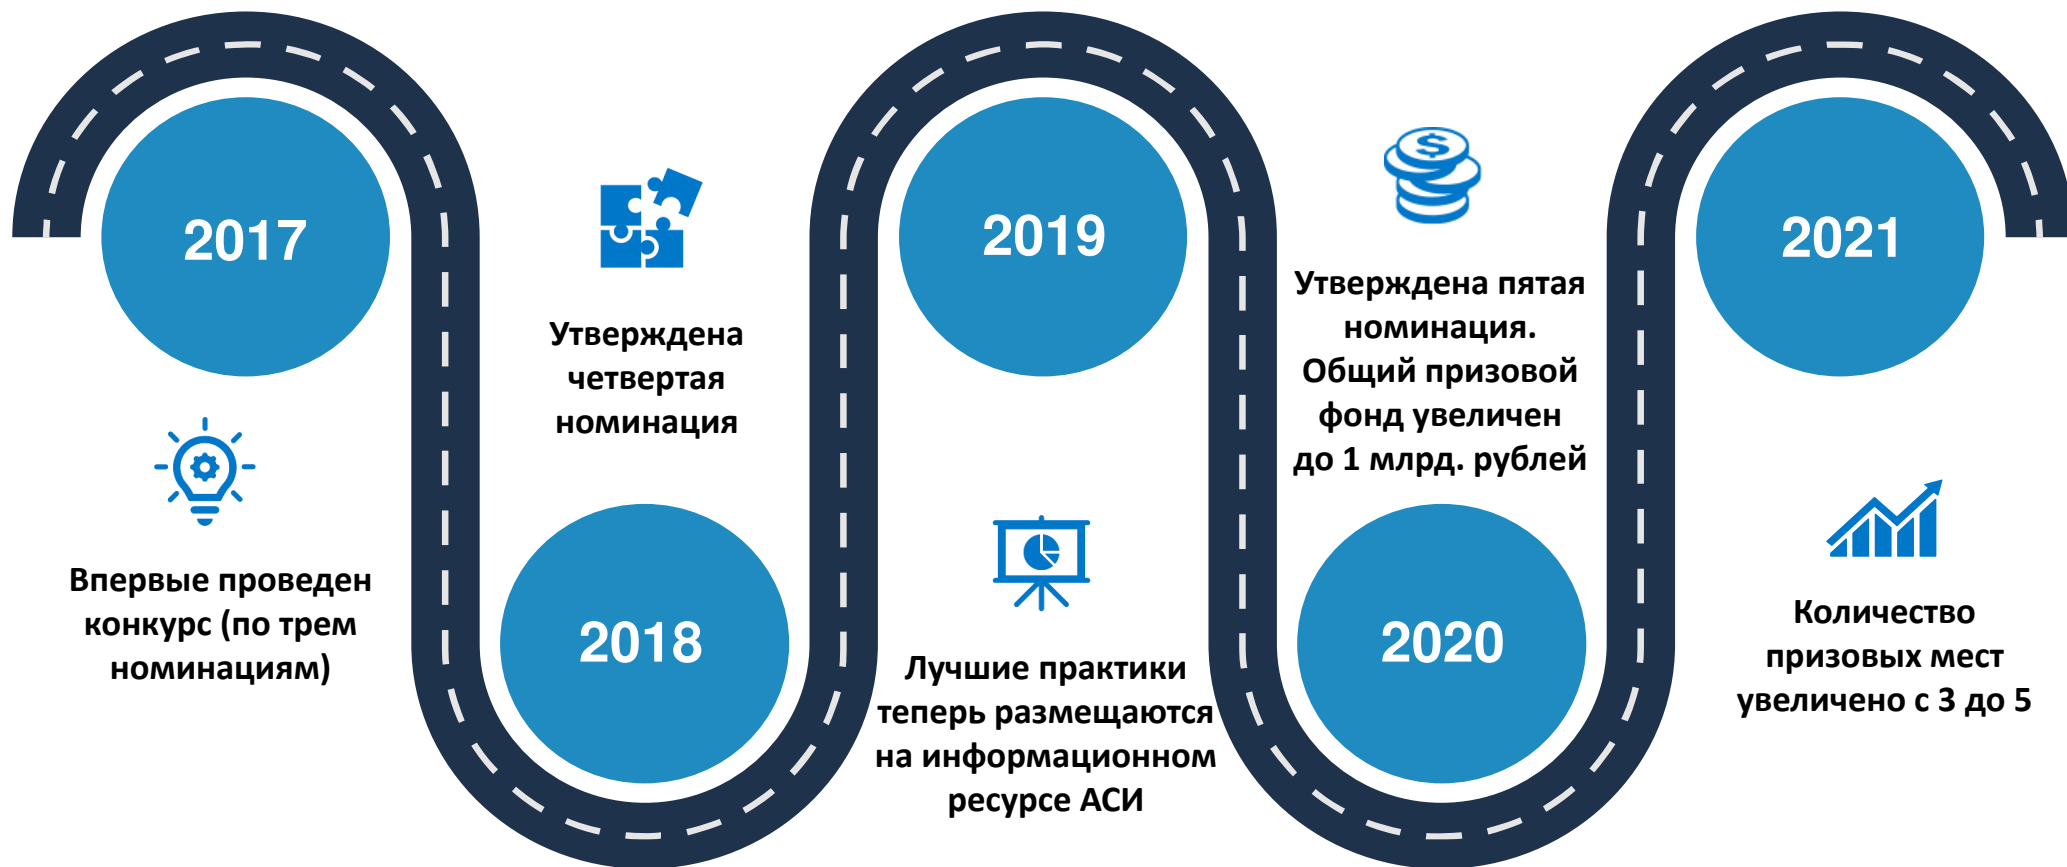 2017
Впервые проведен
конкурс (по трем
номинациям)
Утверждена
четвертая
номинация
2018
2019
Лучшие практики
теперь размещаются
на информационном
ресурсе АСИ
$
Утверждена пятая
номинация.
Общий призовой
фонд увеличен
до 1 млрд. рублей
2020
2021
Количество
призовых мест
увеличено с 3 до 5